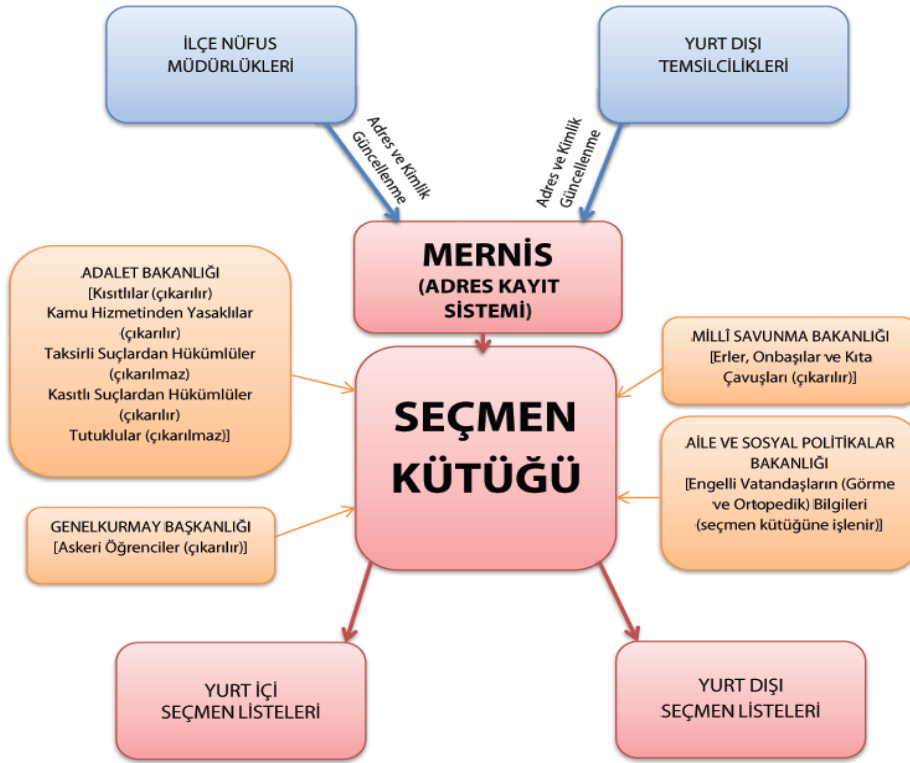 İLÇE NÜFUS
MÜDÜRLÜKLERİ
YURT DIŞI
TEMSİLCİLİKLERİ
Adres ve Kimlik
Güncellenme
Adres ve Kimlik
Güncellenme
MERNİS
(ADRES KAYIT
SİSTEMİ)
ADALET BAKANLIĞI
[Kısıtlılar (çıkarılır)
Kamu Hizmetinden Yasaklılar
(çıkarılır)
Taksirli Suçlardan Hükümlüler
(çıkarılmaz)
Kasıtlı Suçlardan Hükümlüler
(çıkarılır)
Tutuklular (çıkarılmaz)]
MİLLÎ SAVUNMA BAKANLIĞI
[Erler, Onbaşılar ve Kıta
Çavuşları (çıkarılır)]
SEÇMEN
KÜTÜĞÜ
AİLE VE SOSYAL POLİTİKALAR
BAKANLIĞI
[Engelli Vatandaşların (Görme
ve Ortopedik) Bilgileri
(seçmen kütüğüne işlenir)]
GENELKURMAY BAŞKANLIĞI
[Askeri Öğrenciler (çıkarılır)]
YURT İÇİ
SEÇMEN LİSTELERİ
YURT DIŞI
SEÇMEN LİSTELERİ